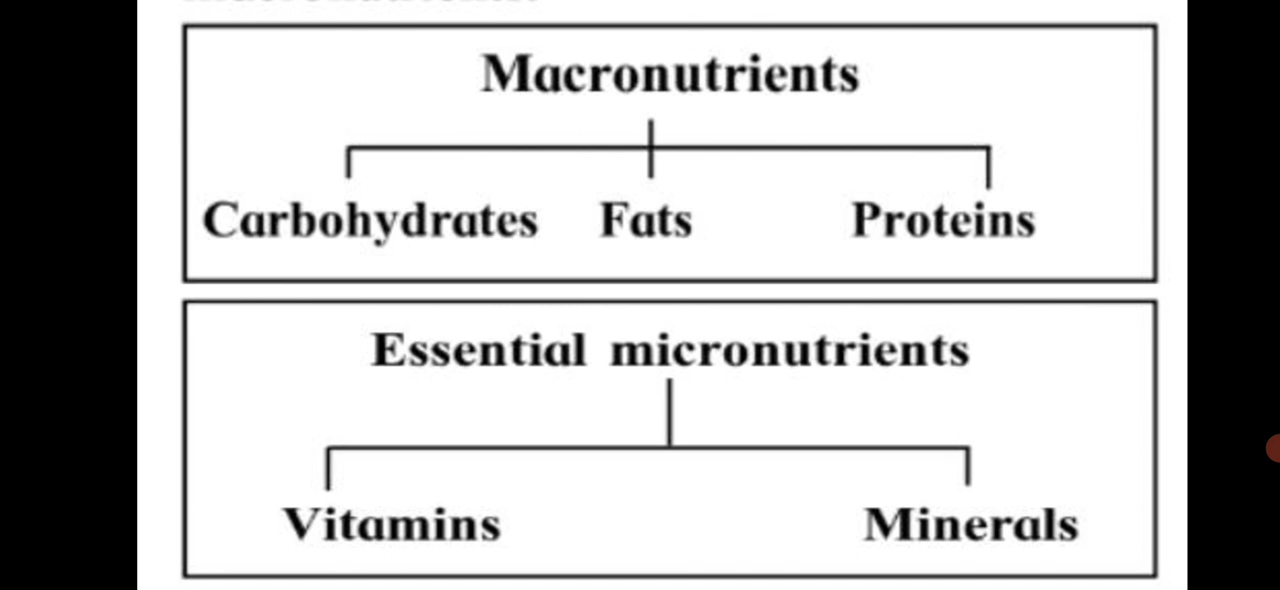 Macronutrients
Carbohydrates Fats Proteins
Essential micronutrients
Vitamins Minerals